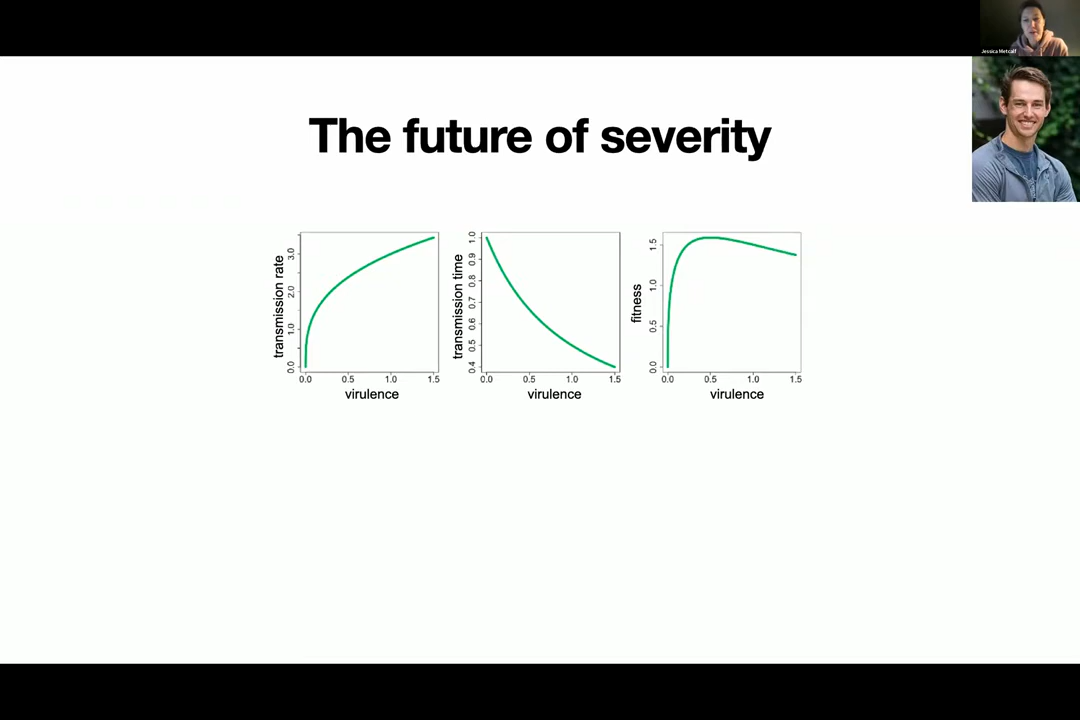 Jessica Metcalf
The future of severity
transmission rate
0.0 1.0 2.0 3.0
0.0 0.5 1.0 1.5
virulence
transmission time
0.4 0.5 0.6 0.7 0.8 0.9 1.0
0.0 0.5 1.0 1.5
virulence
fitness
0.0 0.5 1.0 1.5
0.0 0.5 1.0 1.5
virulence